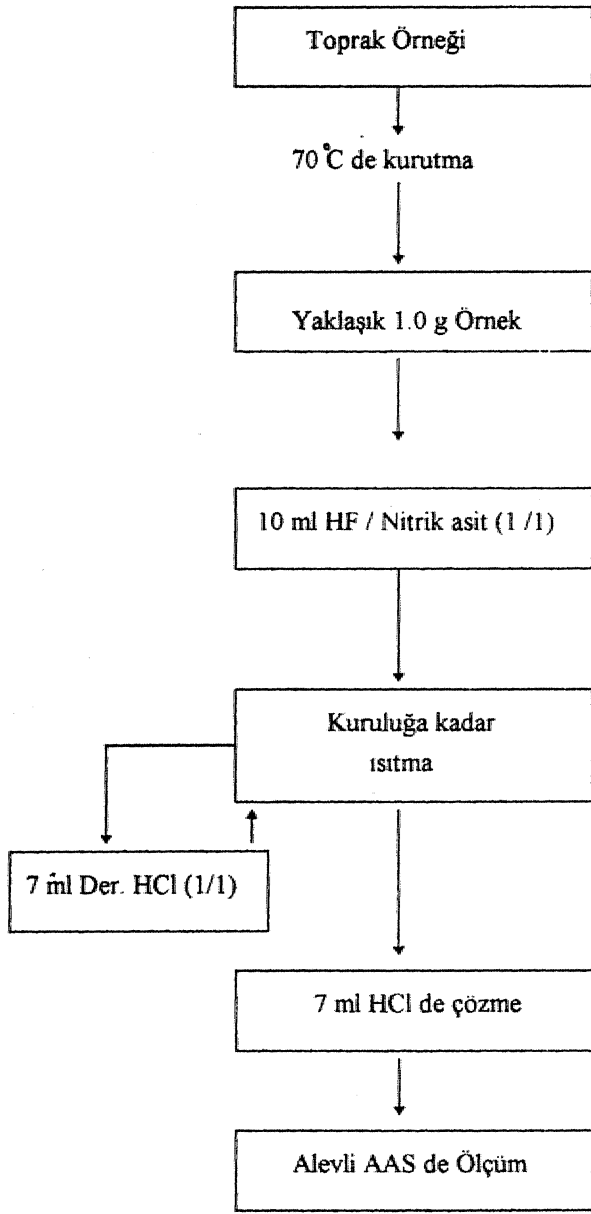 Toprak Örneği
70 °C de kurutma
Yaklaşık 1.0 g Örnek
10 ml HF / Nitrik asit (1 /1)
Kuruluğa kadar
ısıtma
7 ml Der. HCl (1/1)
7 ml HCl de çözme
Alevli AAS de Ölçüm